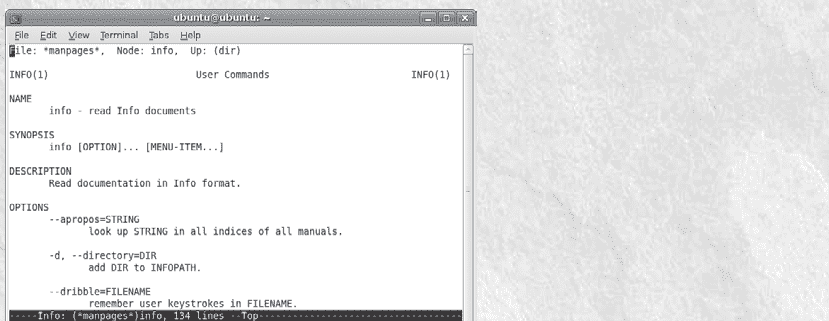 ubuntu@ubuntu: ~
File Edit View Terminal Tabs Help
File: *manpages*, Node: info, Up: (dir)
INFO(1) User Commands INFO(1)
NAME
info - read Info documents
SYNOPSIS
info [OPTION]... [MENU-ITEM...]
DESCRIPTION
Read documentation in Info format.
OPTIONS
--apropos=STRING
look up STRING in all indices of all manuals.
-d, --directory=DIR
add DIR to INFOPATH.
--dribble=FILENAME
remember user keystrokes in FILENAME.
-----Info: (*manpages*)info, 134 lines --Top-------------------------------------